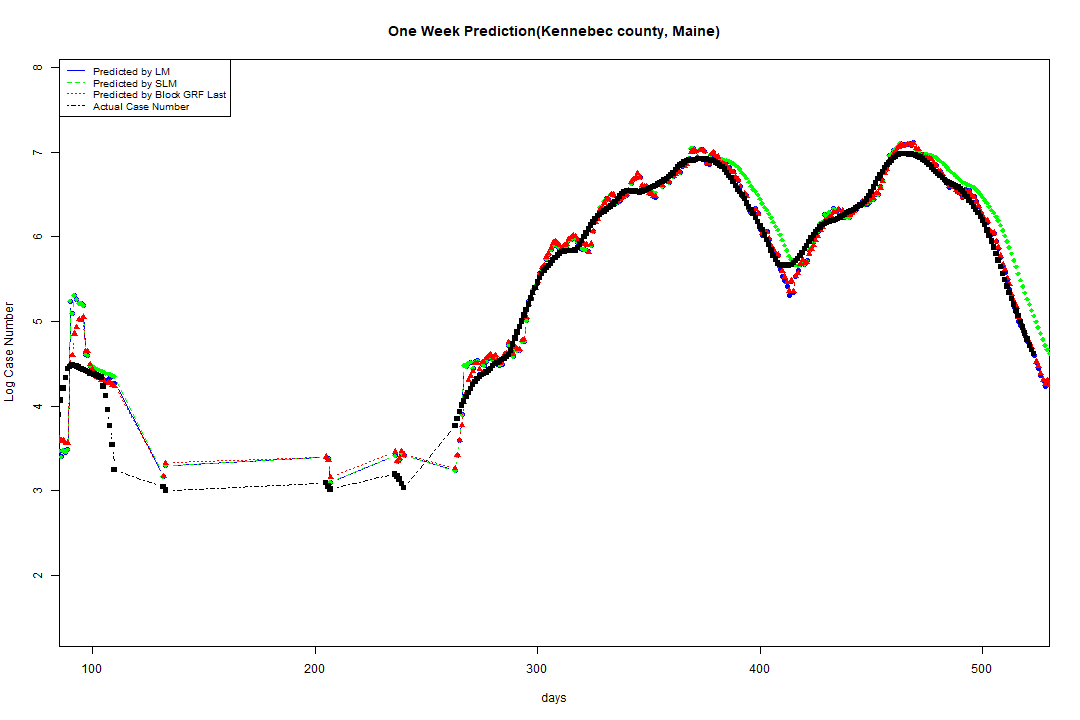 One Week Prediction(Kennebec county, Maine)
Predicted by LM
Predicted by SLM
Predicted by Block GRF Last
Actual Case Number
8
7
6
5
4
3
2
Log Case Number
100 200 300 400 500
days